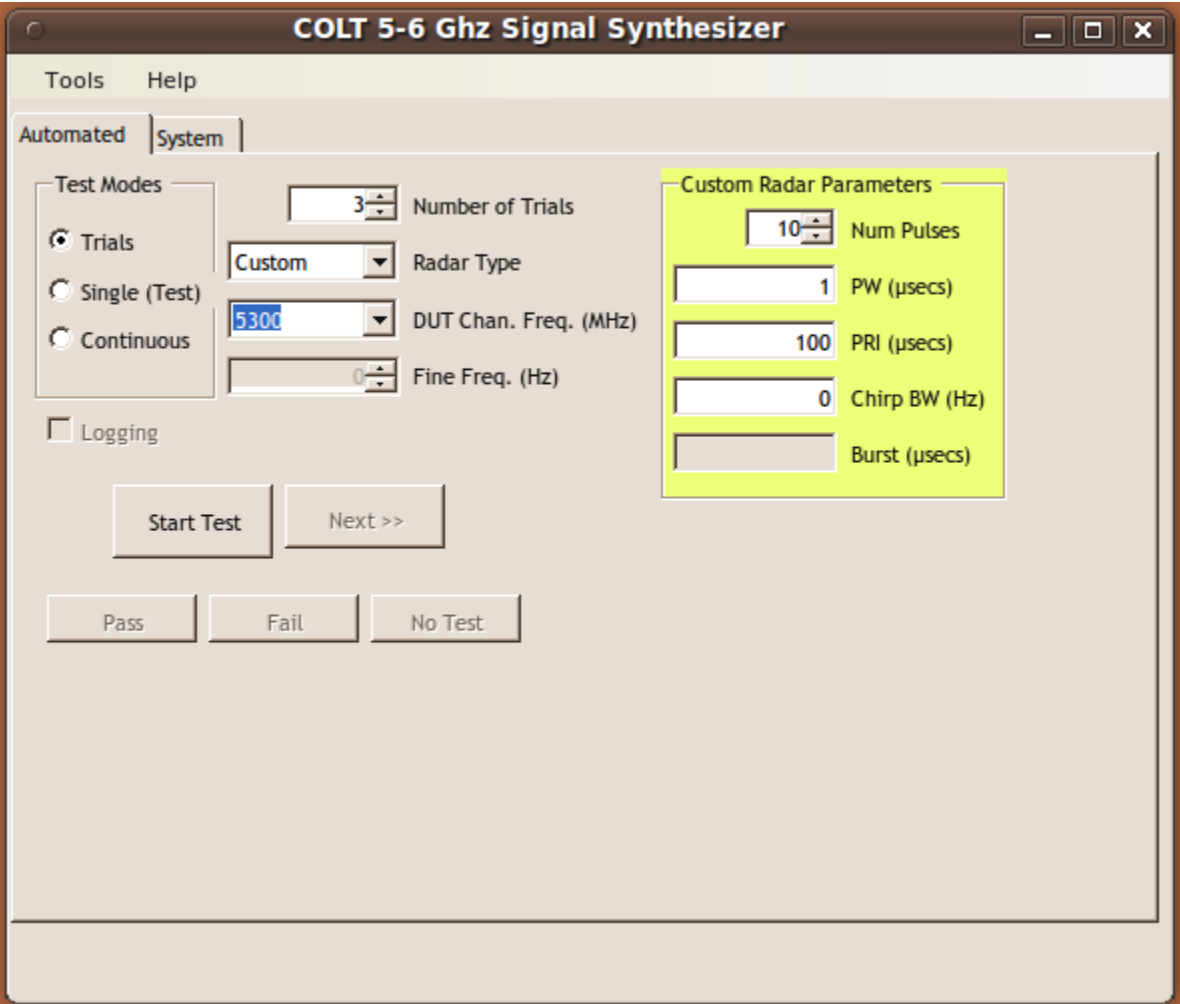 COLT 5-6 Ghz Signal Synthesizer
Tools Help
Automated System
Test Modes
Trials
Single (Test)
Continuous
3 Number of Trials
Custom Radar Type
5300 DUT Chan. Freq. (MHz)
0 Fine Freq. (Hz)
Custom Radar Parameters
10 Num Pulses
1 PW (µsecs)
100 PRI (µsecs)
0 Chirp BW (Hz)
Burst (µsecs)
Logging
Start Test Next >>
Pass Fail No Test